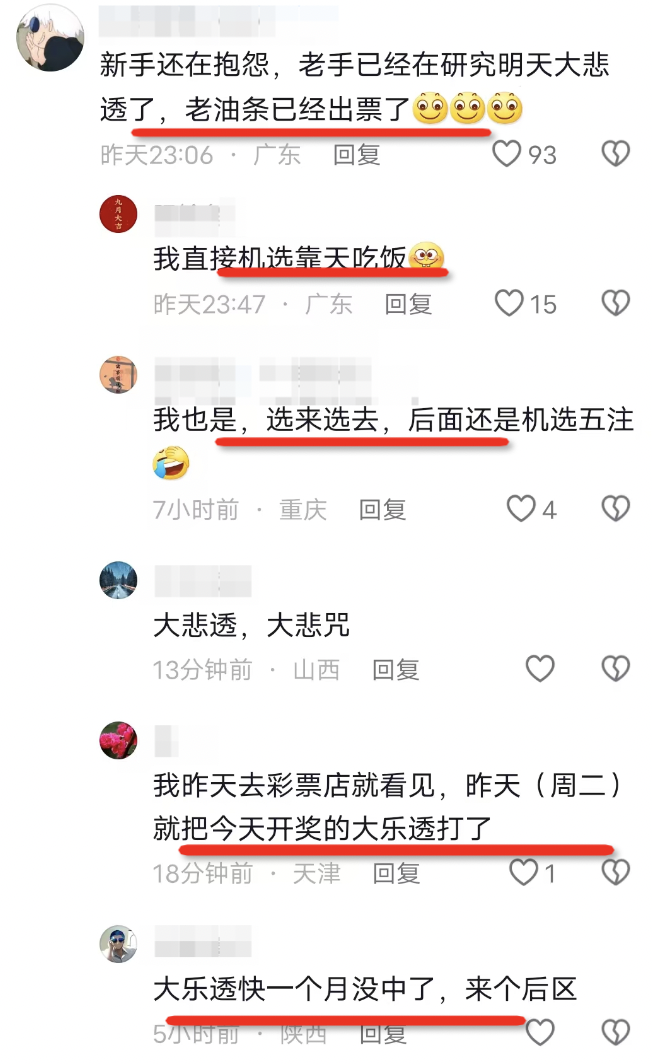 新手还在抱怨，老手已经在研究明天大悲
透了，老油条已经出票了
昨天23:06 · 广东 回复 93
九月大吉
我直接机选靠天吃饭
昨天23:47 · 广东 回复 15
我也是，选来选去，后面还是机选五注
7小时前 · 重庆 回复 4
大悲透，大悲咒
13分钟前 · 山西 回复
我昨天去彩票店就看见，昨天（周二）
就把今天开奖的大乐透打了
18分钟前 · 天津 回复 1
大乐透快一个月没中了，来个后区
5小时前 · 陕西 回复